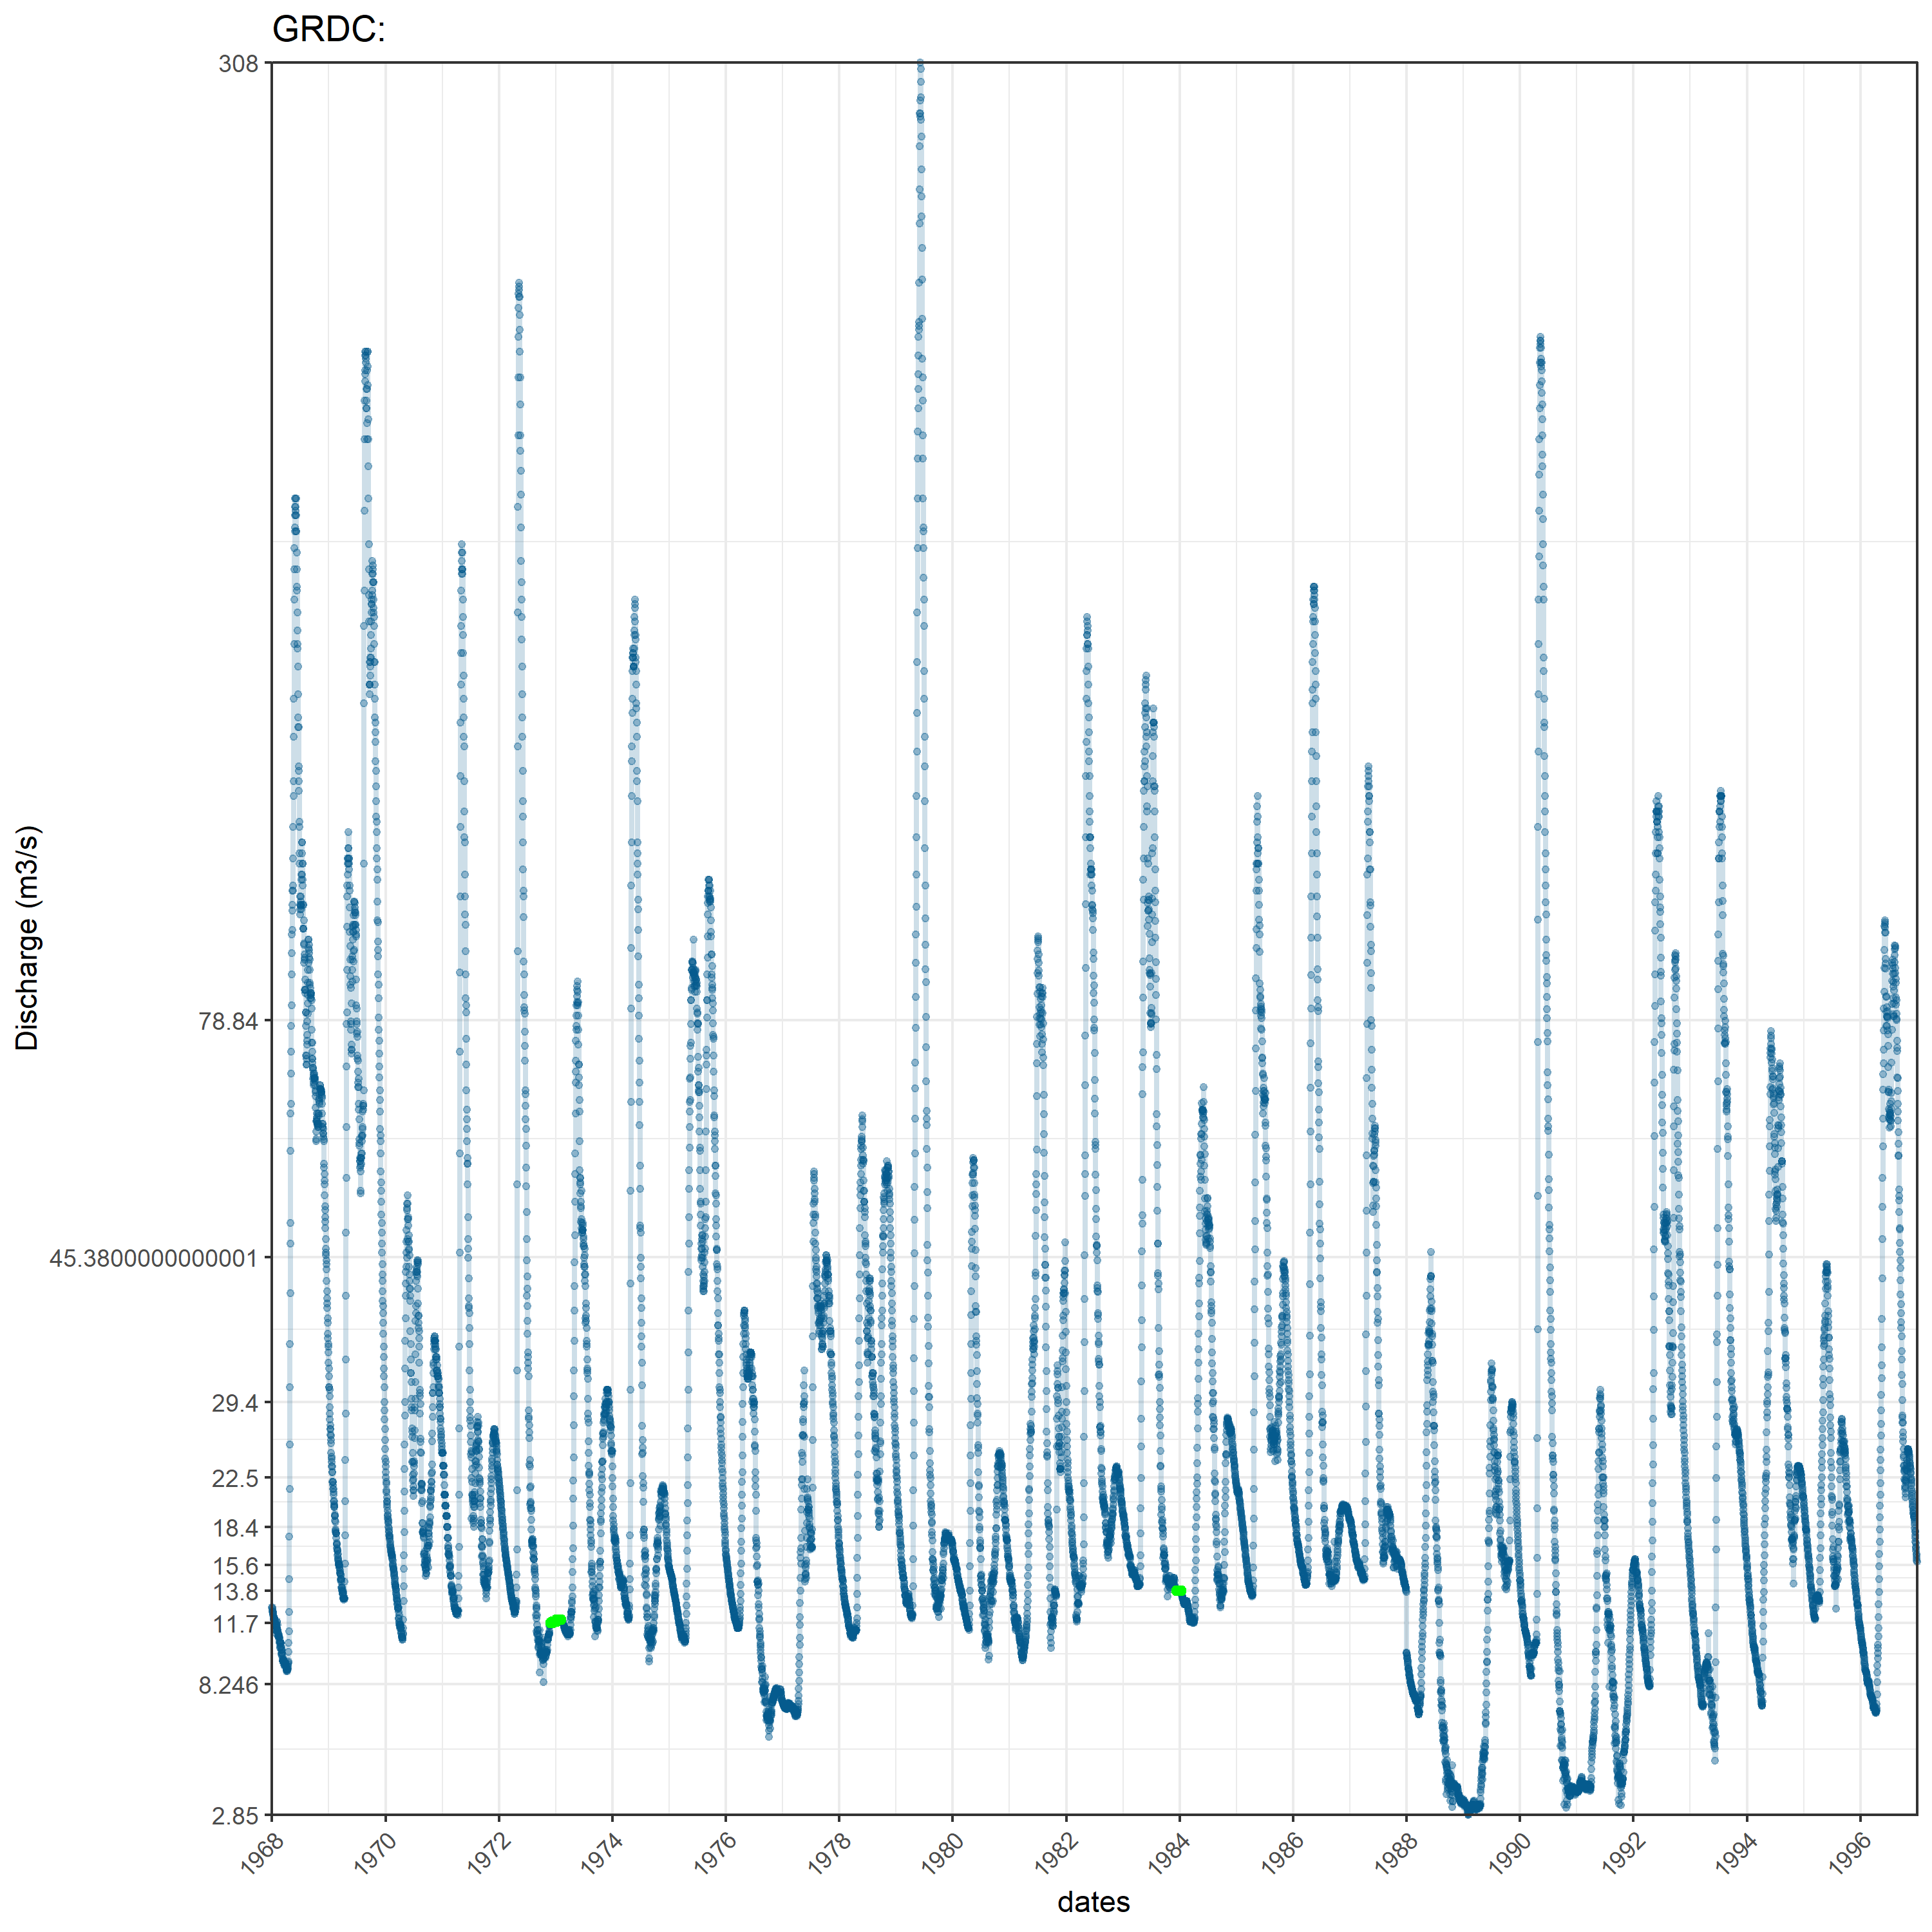 GRDC:
308
78.84
45.3800000000001
29.4
22.5
18.4
15.6
13.8
11.7
8.246
2.85
Discharge (m3/s)
1968 1970 1972 1974 1976 1978 1980 1982 1984 1986 1988 1990 1992 1994 1996
dates